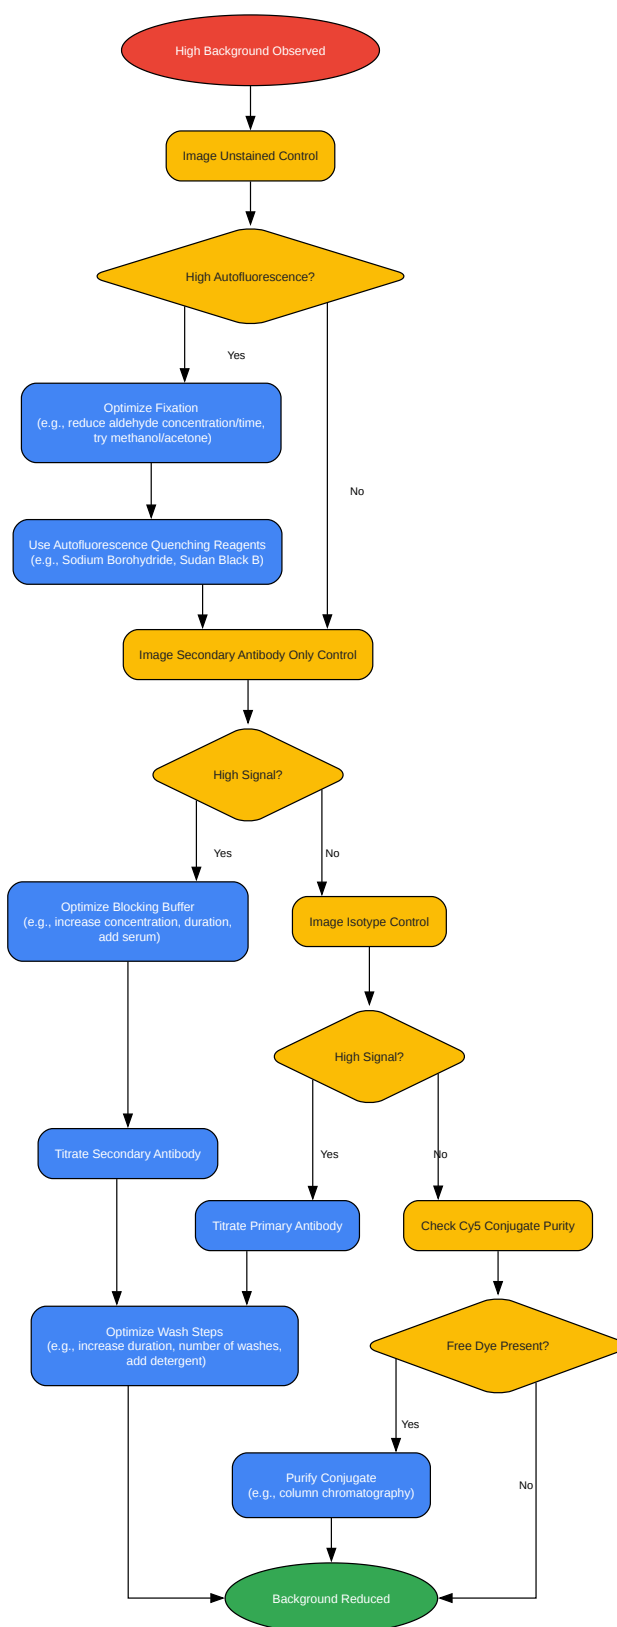 High Background Observed
Image Unstained Control
High Autofluorescence?
Yes
Optimize Fixation
(e.g., reduce aldehyde concentration/time,
try methanol/acetone)
No
Use Autofluorescence Quenching Reagents
(e.g., Sodium Borohydride, Sudan Black B)
Image Secondary Antibody Only Control
High Signal?
Yes
No
Optimize Blocking Buffer
(e.g., increase concentration, duration,
add serum)
Image Isotype Control
High Signal?
Titrate Secondary Antibody
Yes
No
Titrate Primary Antibody
Check Cy5 Conjugate Purity
Optimize Wash Steps
(e.g., increase duration, number of washes,
add detergent)
Free Dye Present?
Yes
Purify Conjugate
(e.g., column chromatography)
No
Background Reduced